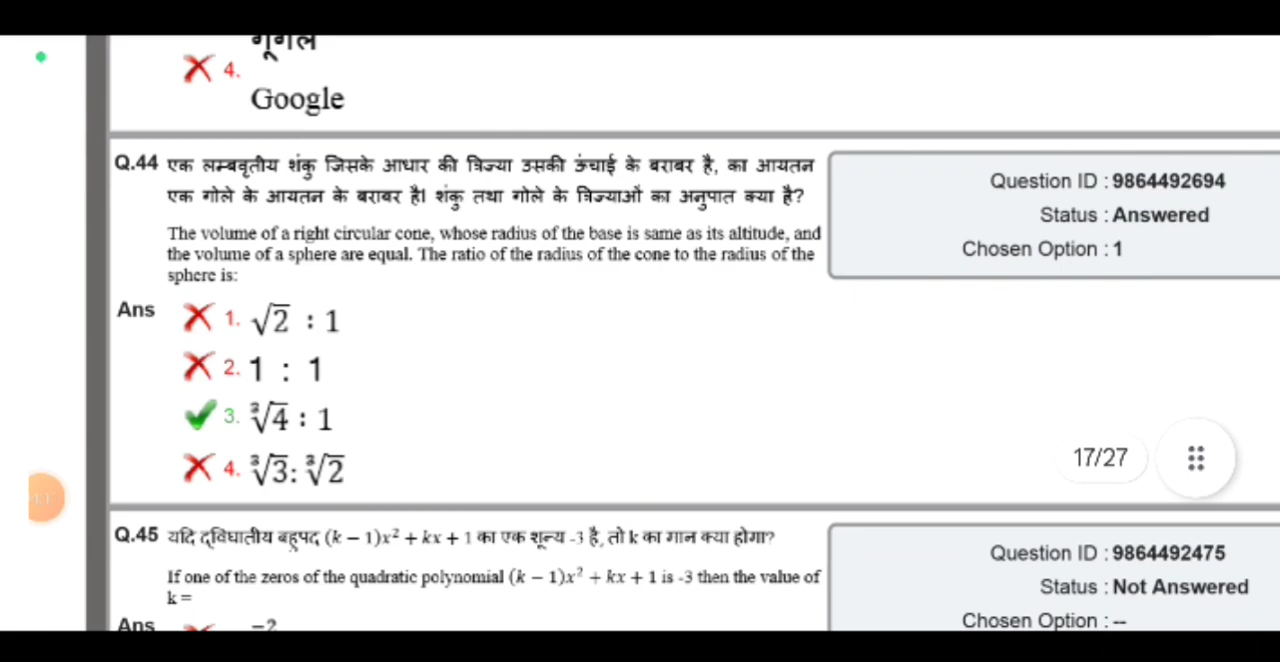 4.
Google
Q.44 एक लम्बवृतीय शंकु जिसके आधार की त्रिज्या उसकी ऊंचाई के बराबर है, का आयतन
एक गोले के आयतन के बराबर है। शंकु तथा गोले के त्रिज्याओं का अनुपात क्या है?
The volume of a right circular cone, whose radius of the base is same as its altitude, and
the volume of a sphere are equal. The ratio of the radius of the cone to the radius of the
sphere is:
Question ID : 9864492694
Status : Answered
Chosen Option : 1
Ans 1. √2 : 1
2. 1 : 1
3. ∛4 : 1
4. ∛3: ∛2
17/27
Q.45 यदि द्विघातीय बहुपद (k − 1)x² + kx + 1 का एक शून्य -3 है, तो k का मान क्या होगा?
If one of the zeros of the quadratic polynomial (k − 1)x² + kx + 1 is -3 then the value of
k =
Question ID : 9864492475
Status : Not Answered
Chosen Option : --
Ans −2